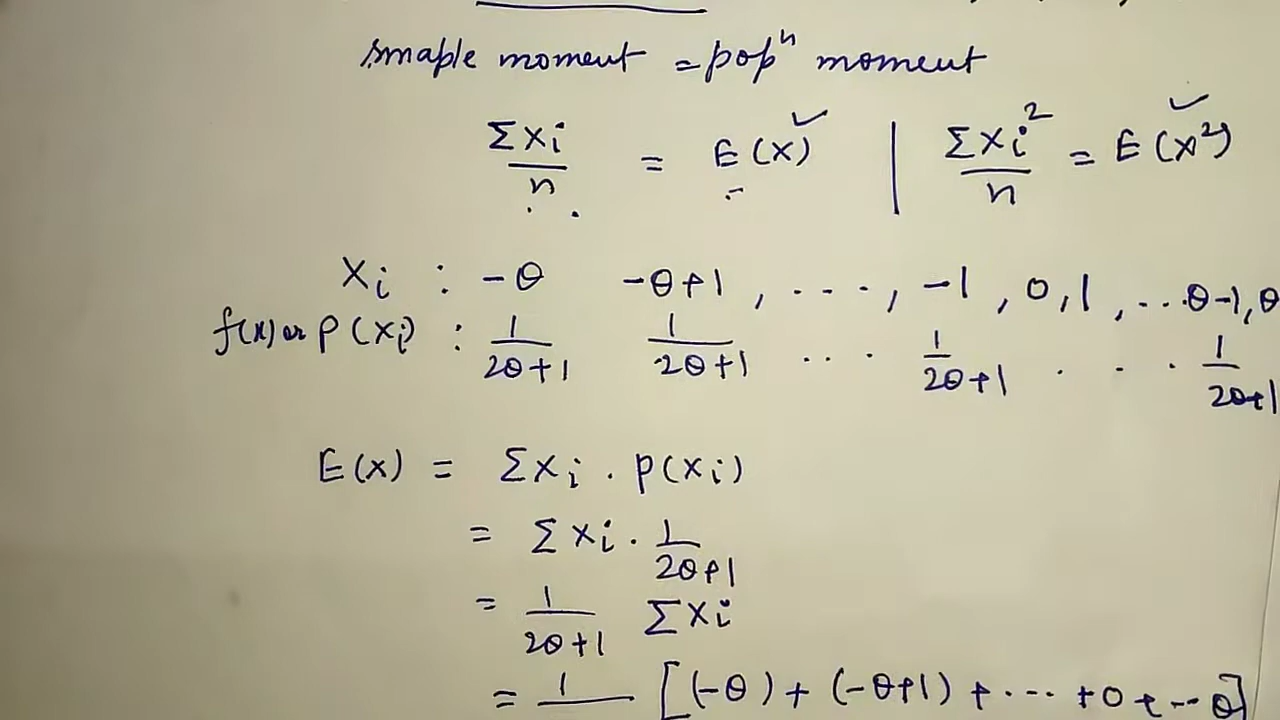 smaple moment = popⁿ moment
Σxi/n = E(x) ✓ | Σxi²/n = E(x²) ✓
xi : -θ -θ+1, - - - ., -1, 0, 1, ...θ-1, θ
f(x) or P(xi) : 1/2θ+1 1/2θ+1 ... 1/2θ+1 . . . 1/2θ+1
E(x) = Σxi . p(xi)
= Σxi . 1/2θ+1
= 1/2θ+1 Σxi
= 1/ [(-θ) + (-θ+1) + ... +0 + -- θ]